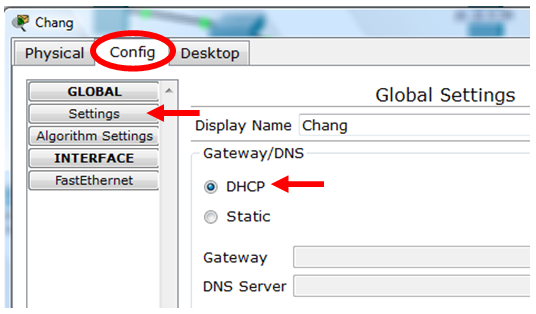 Chang
Physical Config Desktop
GLOBAL
Settings
Algorithm Settings
INTERFACE
FastEthernet
Global Settings
Display Name Chang
Gateway/DNS
DHCP
Static
Gateway
DNS Server